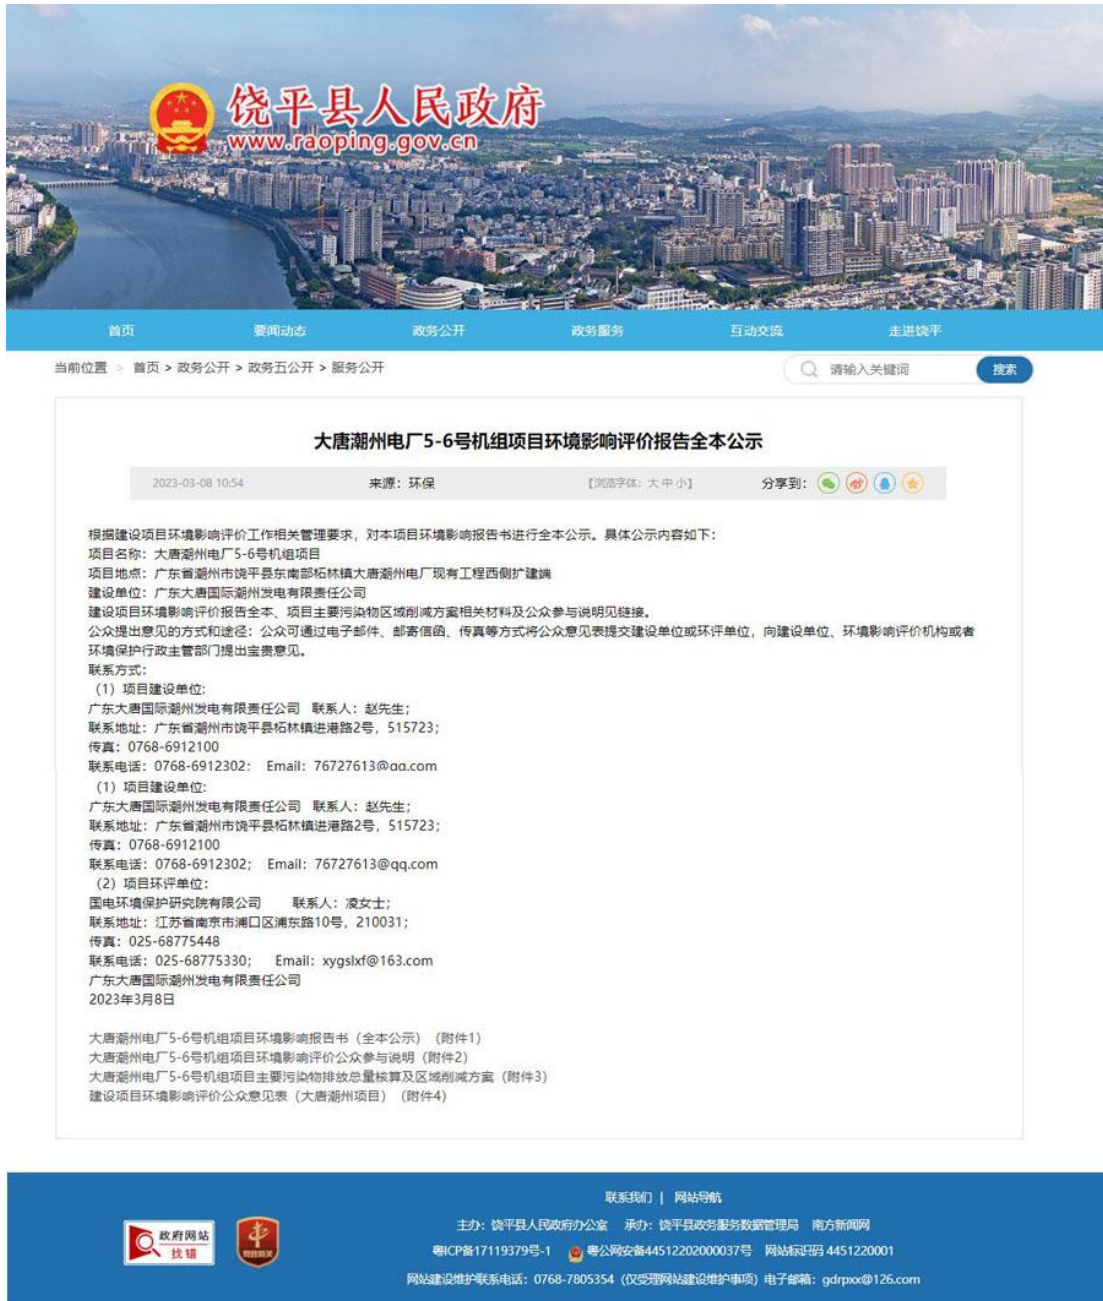 饶平县人民政府
www.raoping.gov.cn
首页 要闻动态 政务公开 政务服务 互动交流 走进饶平
当前位置 > 首页 > 政务公开 > 政务五公开 > 服务公开 请输入关键词 搜索
大唐潮州电厂5-6号机组项目环境影响评价报告全本公示
2023-03-08 10:54 来源：环保 【浏览字体：大 中 小】 分享到：
根据建设项目环境影响评价工作相关管理要求，对本项目环境影响报告书进行全本公示。具体公示内容如下：
项目名称：大唐潮州电厂5-6号机组项目
项目地点：广东省潮州市饶平县东南部柘林镇大唐潮州电厂现有工程西侧扩建端
建设单位：广东大唐国际潮州发电有限责任公司
建设项目环境影响评价报告全本、项目主要污染物区域削减方案相关材料及公众参与说明见链接。
公众提出意见的方式和途径：公众可通过电子邮件、邮寄信函、传真等方式将公众意见表提交建设单位或环评单位，向建设单位、环境影响评价机构或者
环境保护行政主管部门提出宝贵意见。
联系方式：
（1）项目建设单位:
广东大唐国际潮州发电有限责任公司 联系人：赵先生；
联系地址：广东省潮州市饶平县柘林镇进港路2号，515723；
传真：0768-6912100
联系电话：0768-6912302； Email：76727613@qq.com
（1）项目建设单位:
广东大唐国际潮州发电有限责任公司 联系人：赵先生；
联系地址：广东省潮州市饶平县柘林镇进港路2号，515723；
传真：0768-6912100
联系电话：0768-6912302； Email：76727613@qq.com
（2）项目环评单位：
国电环境保护研究院有限公司 联系人：凌女士；
联系地址：江苏省南京市浦口区浦东路10号，210031；
传真：025-68775448
联系电话：025-68775330； Email：xygslxf@163.com
广东大唐国际潮州发电有限责任公司
2023年3月8日
大唐潮州电厂5-6号机组项目环境影响报告书（全本公示）（附件1）
大唐潮州电厂5-6号机组项目环境影响评价公众参与说明（附件2）
大唐潮州电厂5-6号机组项目主要污染物排放总量核算及区域削减方案（附件3）
建设项目环境影响评价公众意见表（大唐潮州项目）（附件4）
联系我们 | 网站导航
政府网站
找错
党政机关
主办：饶平县人民政府办公室 承办：饶平县政务服务数据管理局 南方新闻网
粤ICP备17119379号-1 粤公网安备44512202000037号 网站标识码 4451220001
网站建设维护联系电话：0768-7805354（仅受理网站建设维护事项）电子邮箱：gdrpxx@126.com